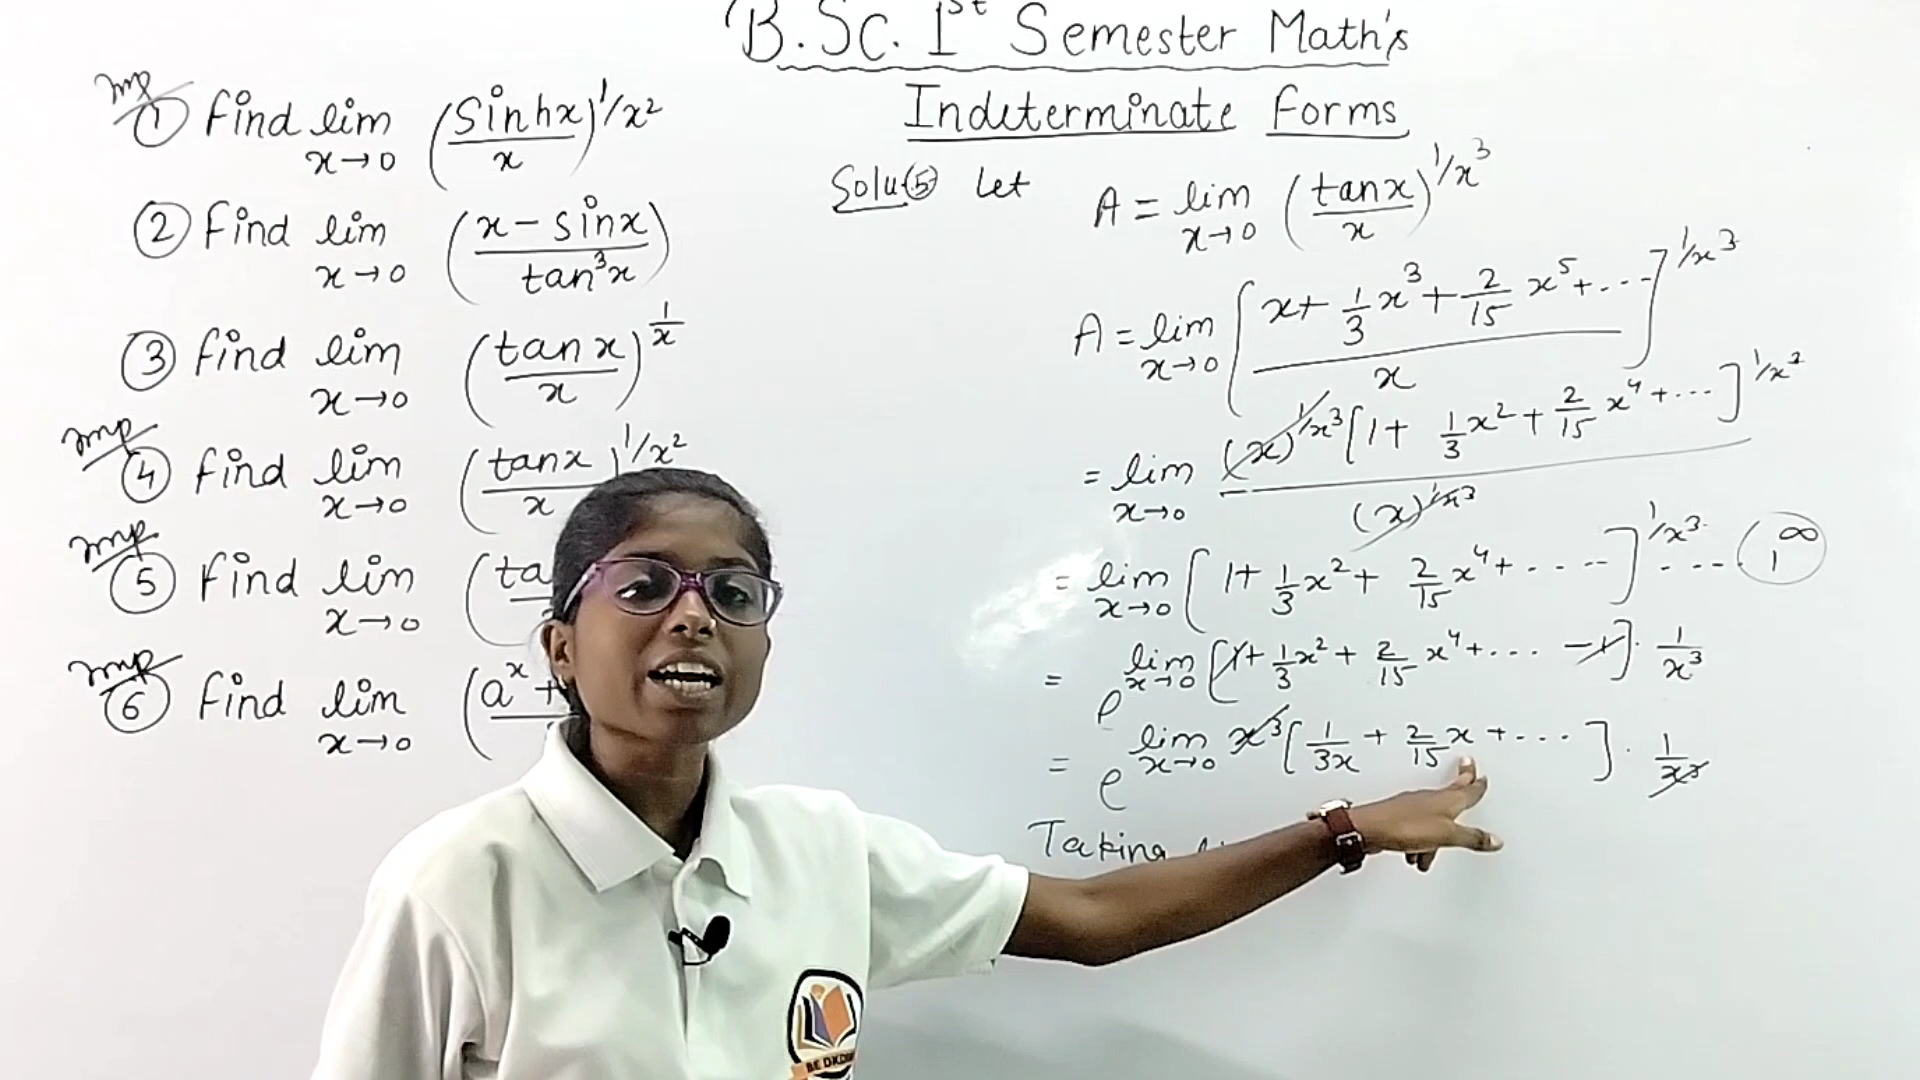 B.Sc. 1st Semester Math's
Indeterminate Forms
Imp
① Find lim x→0 (sinhx/x)^1/x²
② Find lim x→0 (x - sinx/tan³x)
③ Find lim x→0 (tanx/x)^1/x
Imp
④ Find lim x→0 (tanx/x)^1/x²
Imp
⑤ Find lim x→0 (ta
Imp
⑥ Find lim x→0 (a^x +
Solu⑤ Let A = lim x→0 (tanx/x)^1/x³
A = lim x→0 [x + 1/3 x³ + 2/15 x⁵ + .../x]^1/x³
= lim x→0 (x)^1/x³ [1 + 1/3 x² + 2/15 x⁴ + ...]^1/x³ / (x)^1/x³
= lim x→0 [1 + 1/3 x² + 2/15 x⁴ + .....]^1/x³ .... 1^∞
= e^lim x→0 [1 + 1/3 x² + 2/15 x⁴ + ... - 1] · 1/x³
= e^lim x→0 x³ [1/3x + 2/15 x + ...] · 1/x³
Taking